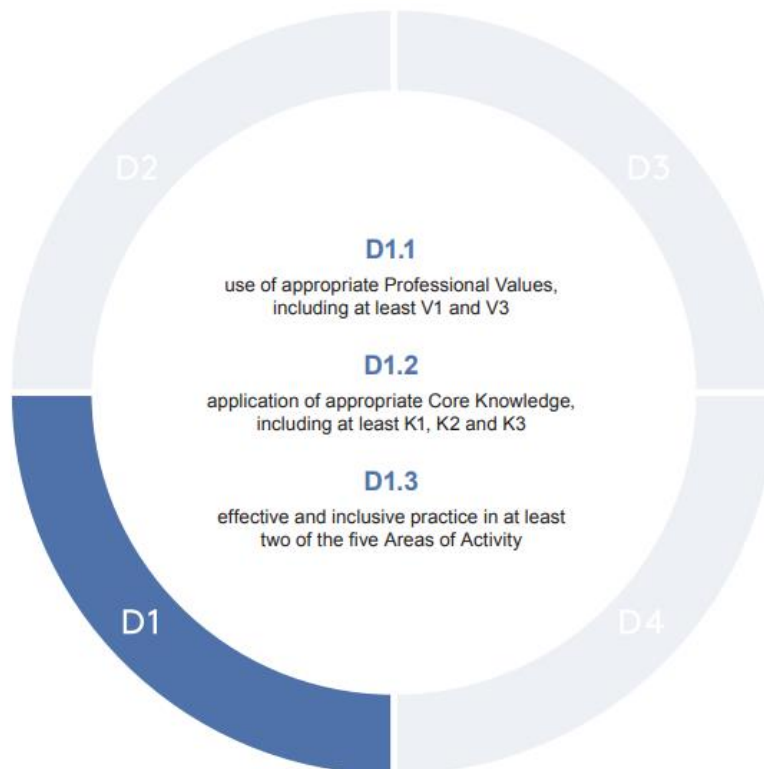 D2
D3
D1.1
use of appropriate Professional Values,
including at least V1 and V3
D1.2
application of appropriate Core Knowledge,
including at least K1, K2 and K3
D1.3
effective and inclusive practice in at least
two of the five Areas of Activity
D1
D4